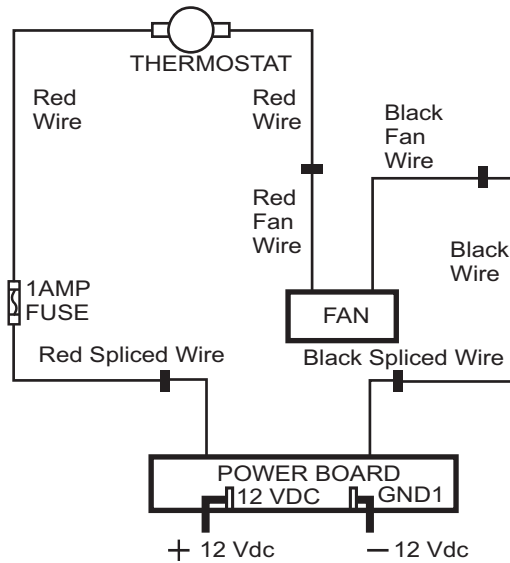 THERMOSTAT
Red
Wire
Red
Wire
Black
Fan
Wire
Red
Fan
Wire
Black
Wire
1AMP
FUSE
FAN
Red Spliced Wire
Black Spliced Wire
POWER BOARD
12 VDC
GND1
+ 12 Vdc
– 12 Vdc